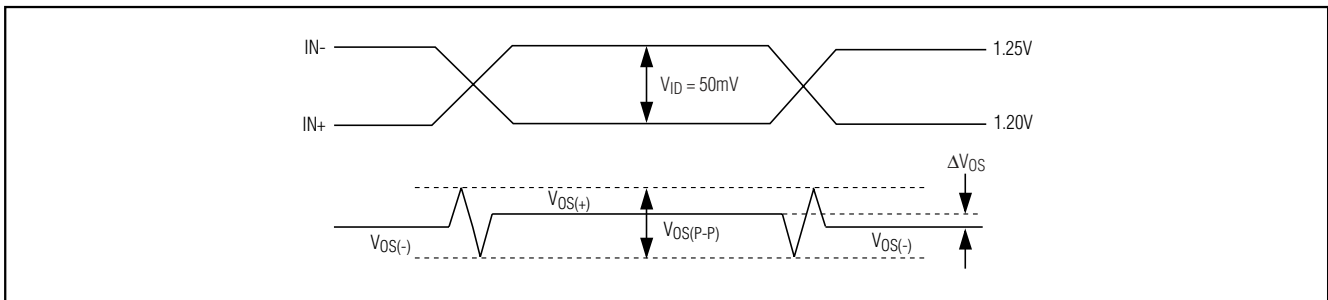 IN-
1.25V
V_ID = 50mV
IN+
1.20V
ΔV_OS
V_OS(+)
V_OS(P-P)
V_OS(-)
V_OS(-)